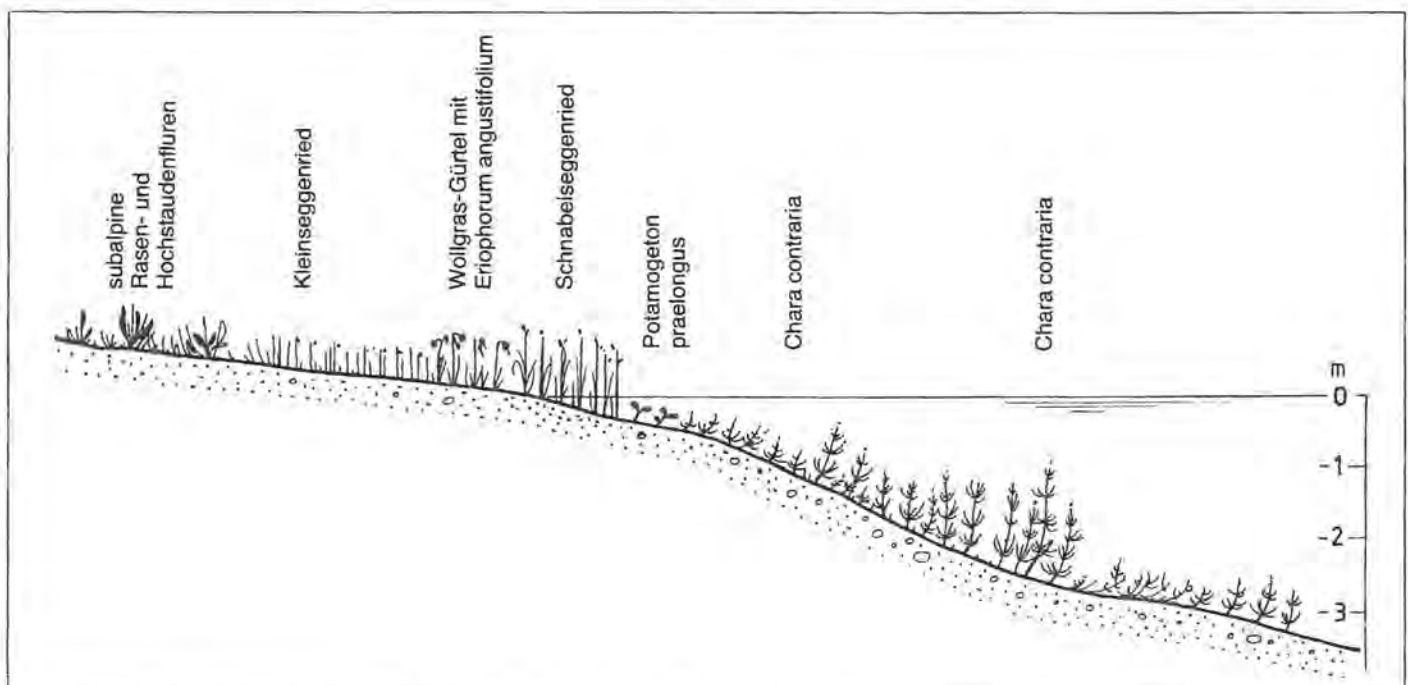 subalpine
Rasen- und
Hochstaudenfluren
Kleinseggenried
Wollgras-Gürtel mit
Eriophorum angustifolium
Schnabelseggenried
Potamogeton
praelongus
Chara contraria
Chara contraria
m
0
-1
-2
-3